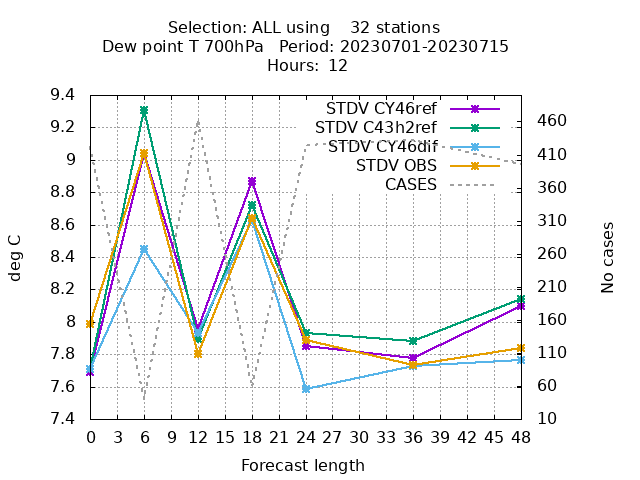 Selection: ALL using    32 stations
Dew point T 700hPa   Period: 20230701-20230715
Hours: 12
STDV CY46ref
STDV C43h2ref
STDV CY46dif
STDV OBS
CASES
deg C
No cases
9.4
9.2
9
8.8
8.6
8.4
8.2
8
7.8
7.6
7.4
460
410
360
310
260
210
160
110
60
10
0 3 6 9 12 15 18 21 24 27 30 33 36 39 42 45 48
Forecast length